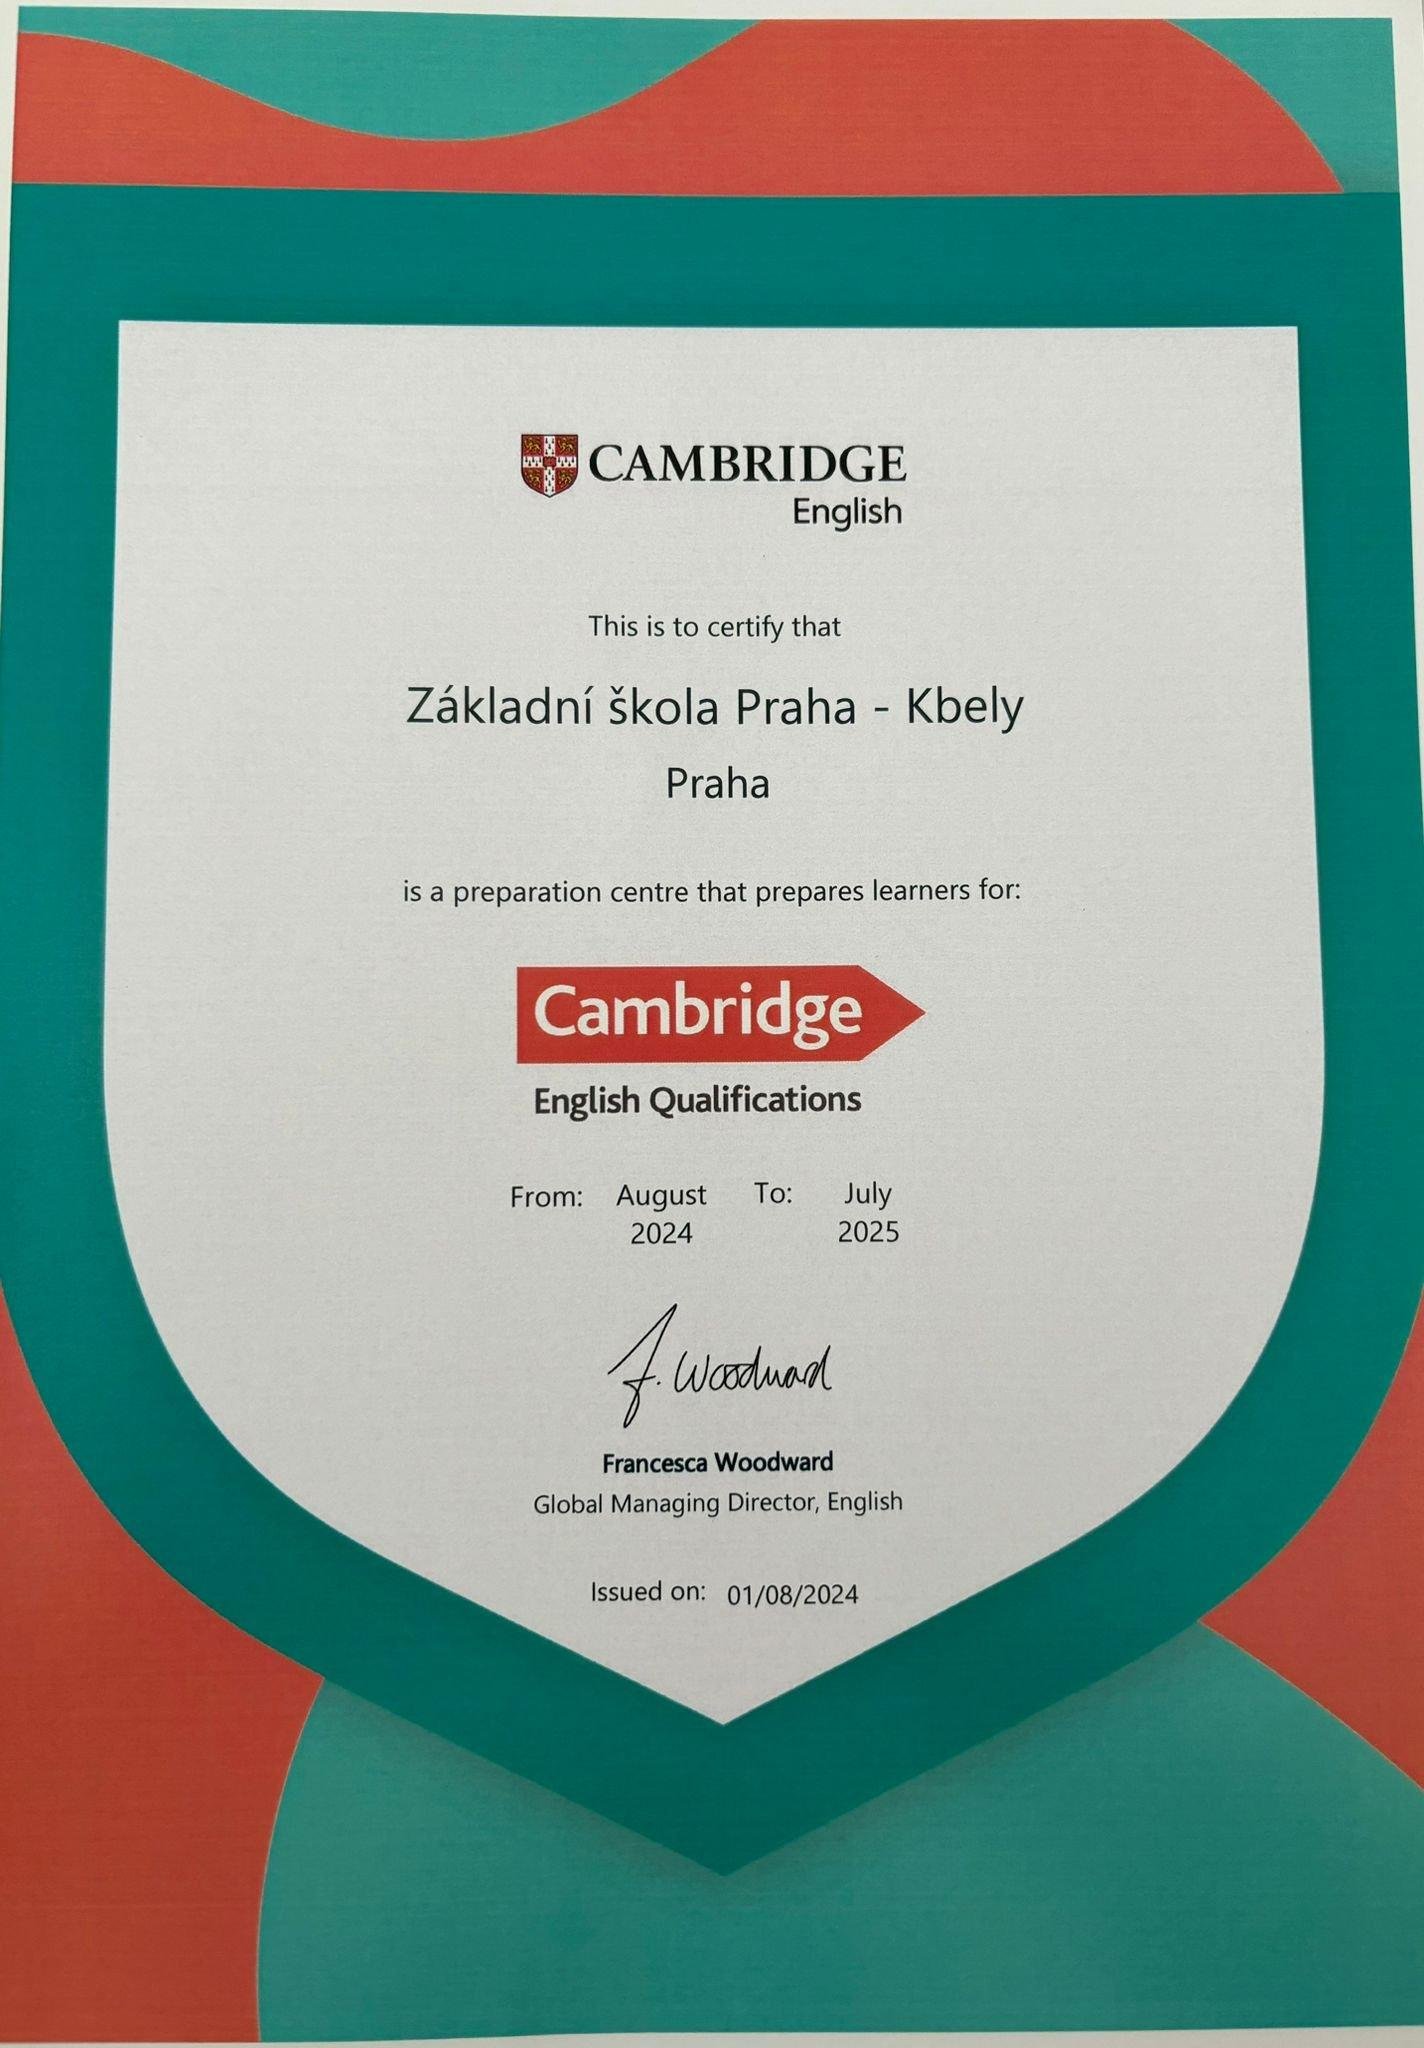 CAMBRIDGE
English
This is to certify that
Základní škola Praha - Kbely
Praha
is a preparation centre that prepares learners for:
Cambridge
English Qualifications
From: August 2024 To: July 2025
F. Woodward
Francesca Woodward
Global Managing Director, English
Issued on: 01/08/2024